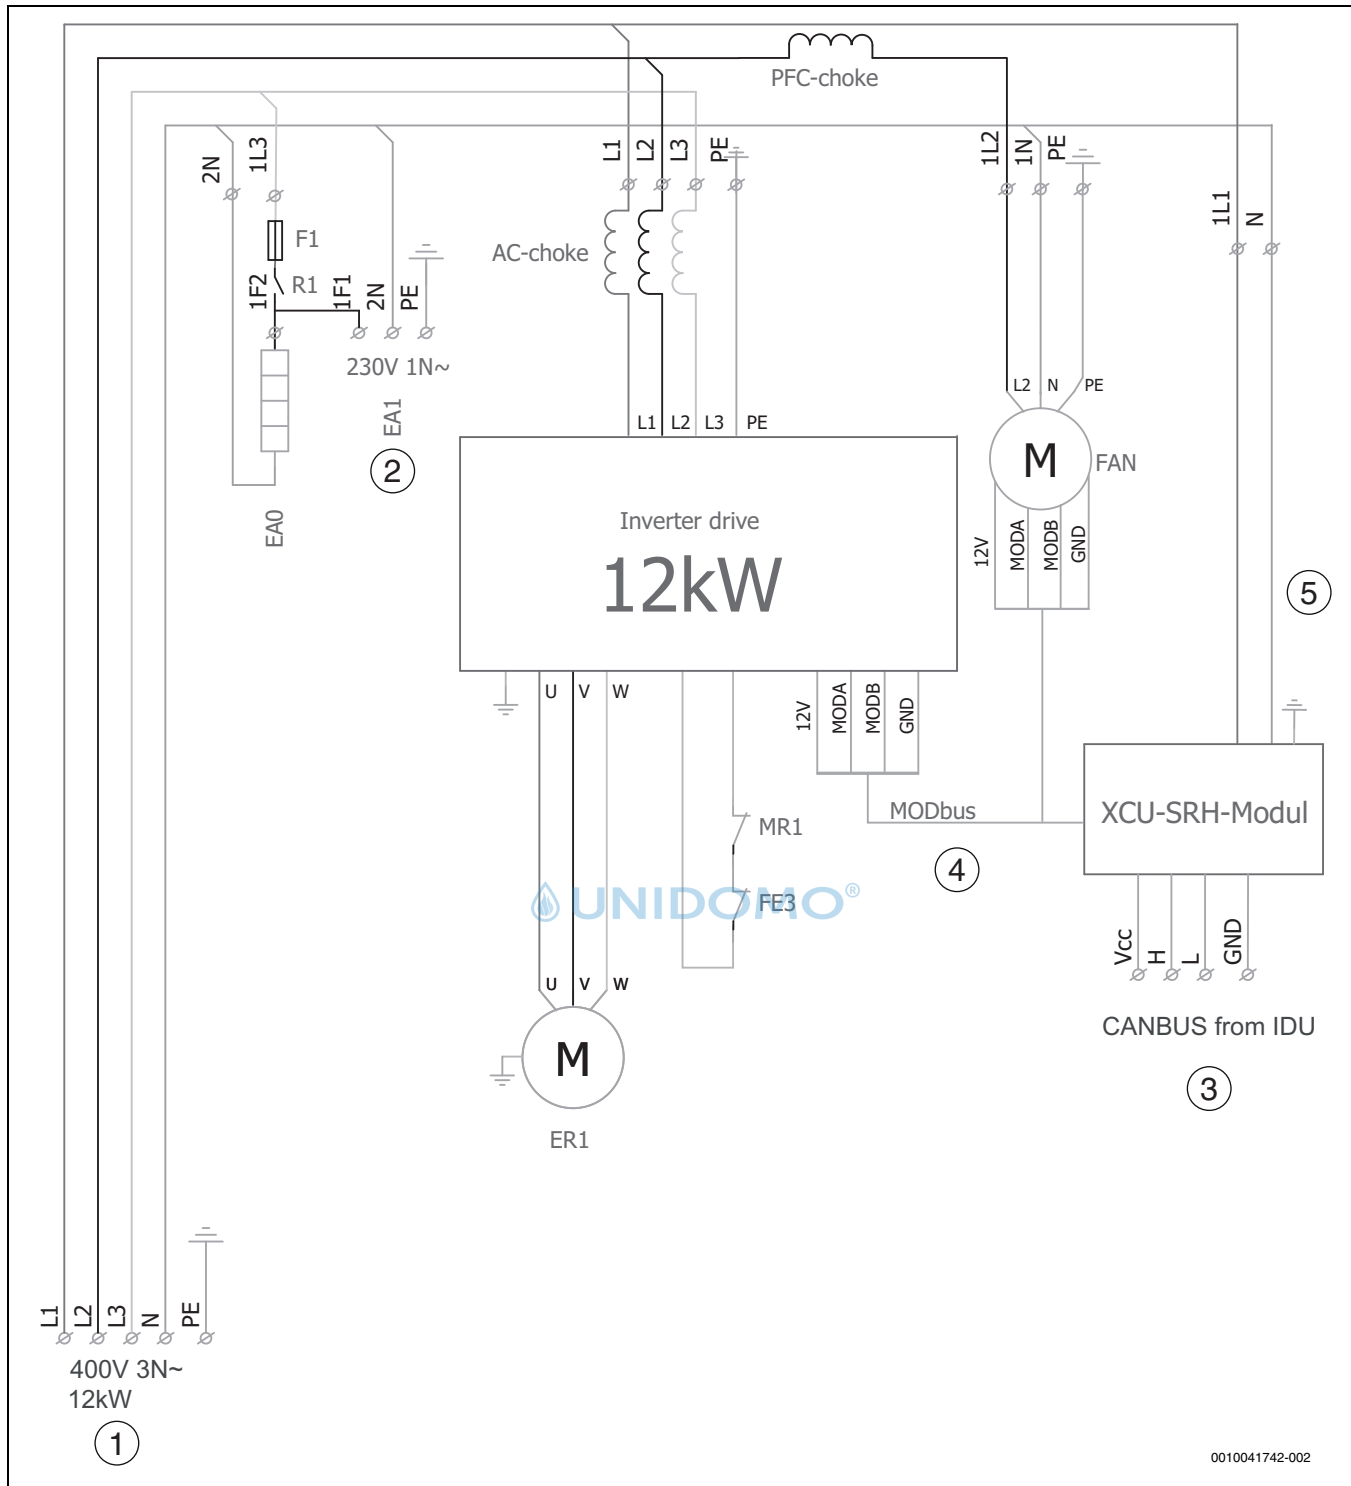 PFC-choke
2N
1L3
L1
L2
L3
PE
1L2
1N
PE
1L1
N
F1
AC-choke
1F2
R1
1F1
2N
PE
230V 1N~
EA1
2
L2
N
PE
L1
L2
L3
PE
M
FAN
EA0
Inverter drive
12kW
12V
MODA
MODB
GND
5
U
V
W
12V
MODA
MODB
GND
MODbus
XCU-SRH-Modul
MR1
4
UNIDOMO®
FE3
Vcc
H
L
GND
U
V
W
CANBUS from IDU
M
3
ER1
L1
L2
L3
N
PE
400V 3N~
12kW
1
0010041742-002